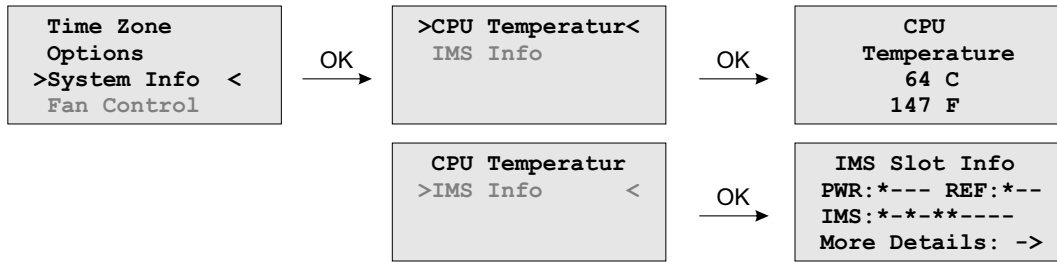 Time Zone
Options
>System Info <
Fan Control
OK
>CPU Temperatur<
IMS Info
OK
CPU
Temperature
64 C
147 F
CPU Temperatur
>IMS Info <
OK
IMS Slot Info
PWR:*--- REF:*--
IMS:*-*-**----
More Details: ->